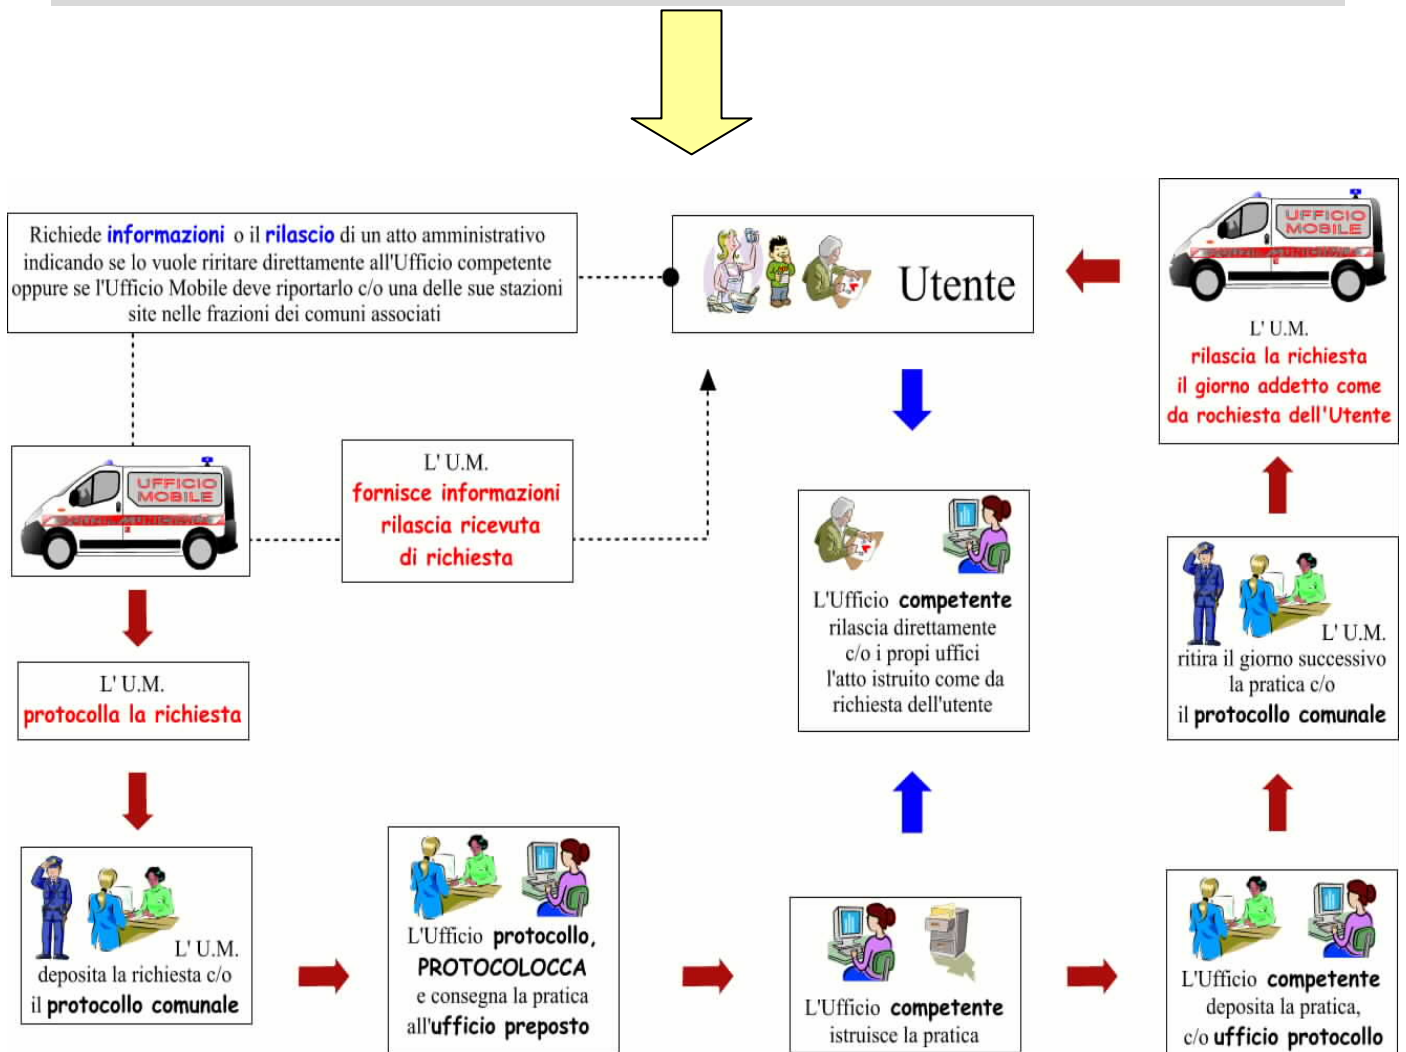 Richiede informazioni o il rilascio di un atto amministrativo
indicando se lo vuole riritare direttamente all'Ufficio competente
oppure se l'Ufficio Mobile deve riportarlo c/o una delle sue stazioni
site nelle frazioni dei comuni associati
Utente
UFFICIO
MOBILE
L' U.M.
rilascia la richiesta
il giorno addetto come
da rochiesta dell'Utente
UFFICIO
MOBILE
L' U.M.
fornisce informazioni
rilascia ricevuta
di richiesta
L'Ufficio competente
rilascia direttamente
c/o i propi uffici
l'atto istruito come da
richiesta dell'utente
L' U.M.
ritira il giorno successivo
la pratica c/o
il protocollo comunale
L' U.M.
protocolla la richiesta
L' U.M.
deposita la richiesta c/o
il protocollo comunale
L'Ufficio protocollo,
PROTOCOLOCCA
e consegna la pratica
all'ufficio preposto
L'Ufficio competente
istruisce la pratica
L'Ufficio competente
deposita la pratica,
c/o ufficio protocollo